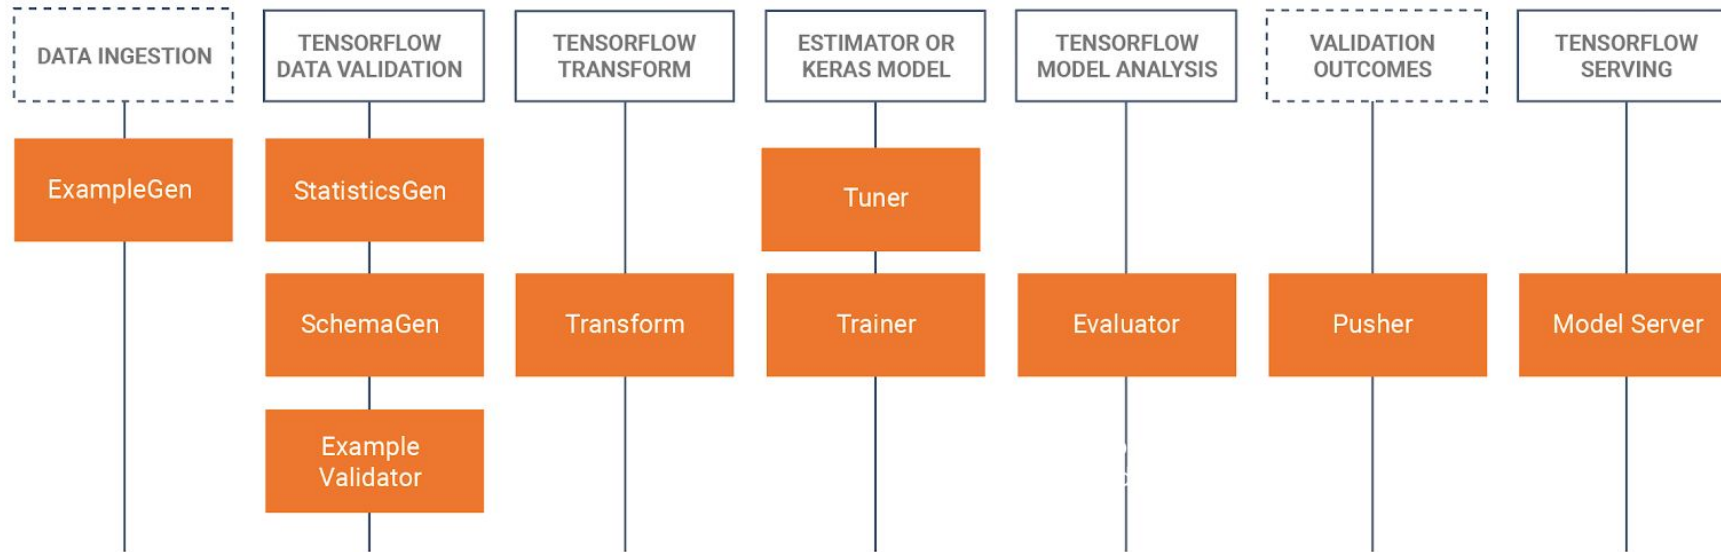 DATA INGESTION
TENSORFLOW
DATA VALIDATION
TENSORFLOW
TRANSFORM
ESTIMATOR OR
KERAS MODEL
TENSORFLOW
MODEL ANALYSIS
VALIDATION
OUTCOMES
TENSORFLOW
SERVING
ExampleGen
StatisticsGen
SchemaGen
Example
Validator
Transform
Tuner
Trainer
Evaluator
Pusher
Model Server